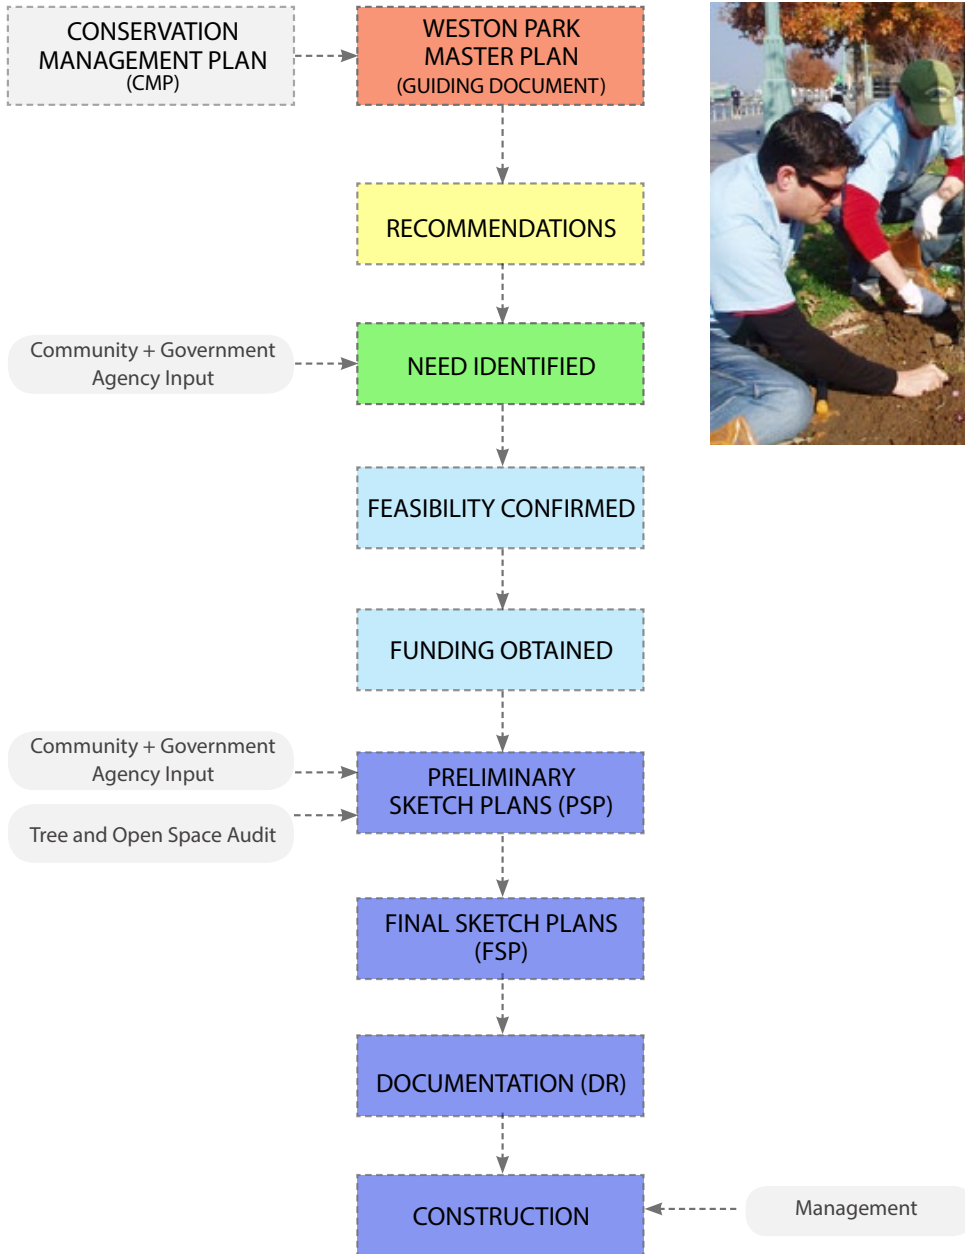 CONSERVATION
MANAGEMENT PLAN
(CMP)
WESTON PARK
MASTER PLAN
(GUIDING DOCUMENT)
RECOMMENDATIONS
Community + Government
Agency Input
NEED IDENTIFIED
FEASIBILITY CONFIRMED
FUNDING OBTAINED
Community + Government
Agency Input
Tree and Open Space Audit
PRELIMINARY
SKETCH PLANS (PSP)
FINAL SKETCH PLANS
(FSP)
DOCUMENTATION (DR)
CONSTRUCTION
Management